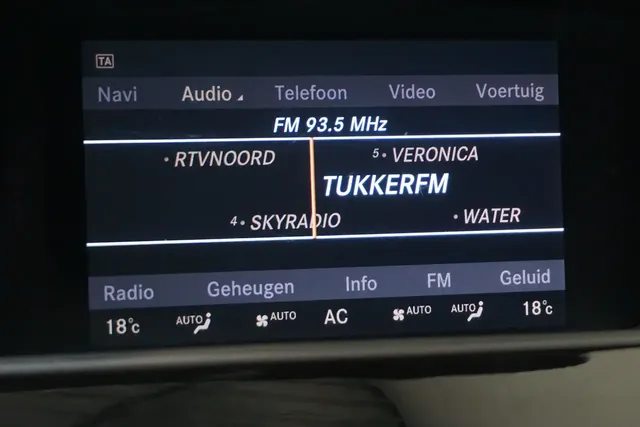 TA
Navi Audio Telefoon Video Voertuig
FM 93.5 MHz
• RTVNOORD 5• VERONICA
TUKKERFM
4• SKYRADIO • WATER
Radio Geheugen Info FM Geluid
18°C AUTO AUTO AC AUTO AUTO 18°C